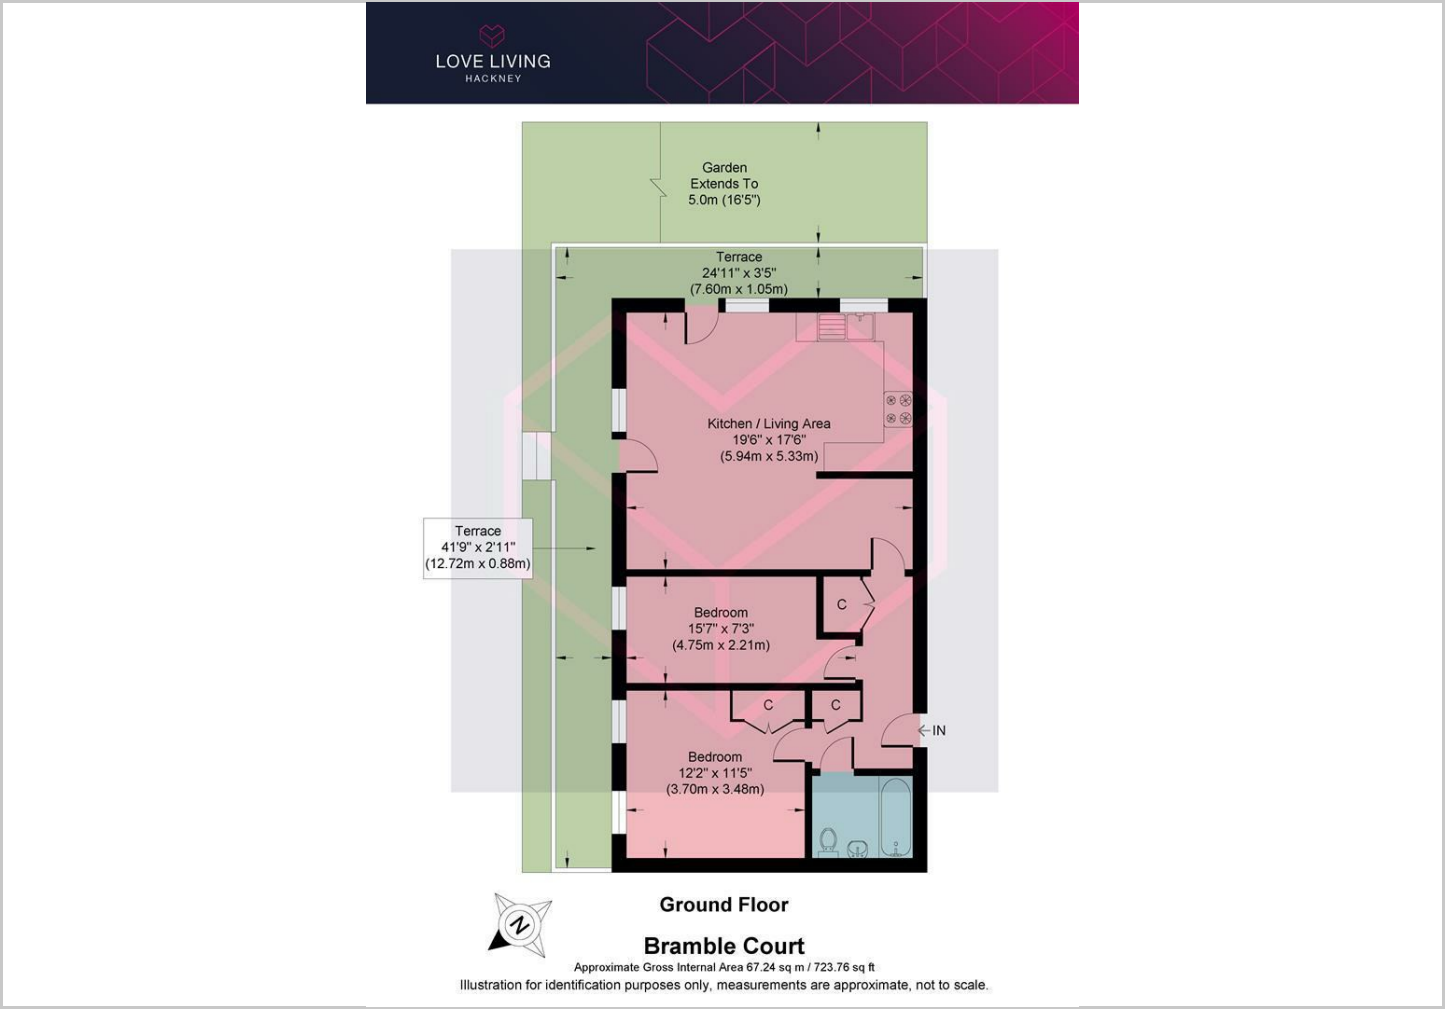 LOVE LIVING
HACKNEY
Garden
Extends To
5.0m (16'5")
Terrace
24'11" x 3'5"
(7.60m x 1.05m)
Kitchen / Living Area
19'6" x 17'6"
(5.94m x 5.33m)
Terrace
41'9" x 2'11"
(12.72m x 0.88m)
C
Bedroom
15'7" x 7'3"
(4.75m x 2.21m)
C
C
IN
Bedroom
12'2" x 11'5"
(3.70m x 3.48m)
N
Ground Floor
Bramble Court
Approximate Gross Internal Area 67.24 sq m / 723.76 sq ft
Illustration for identification purposes only, measurements are approximate, not to scale.